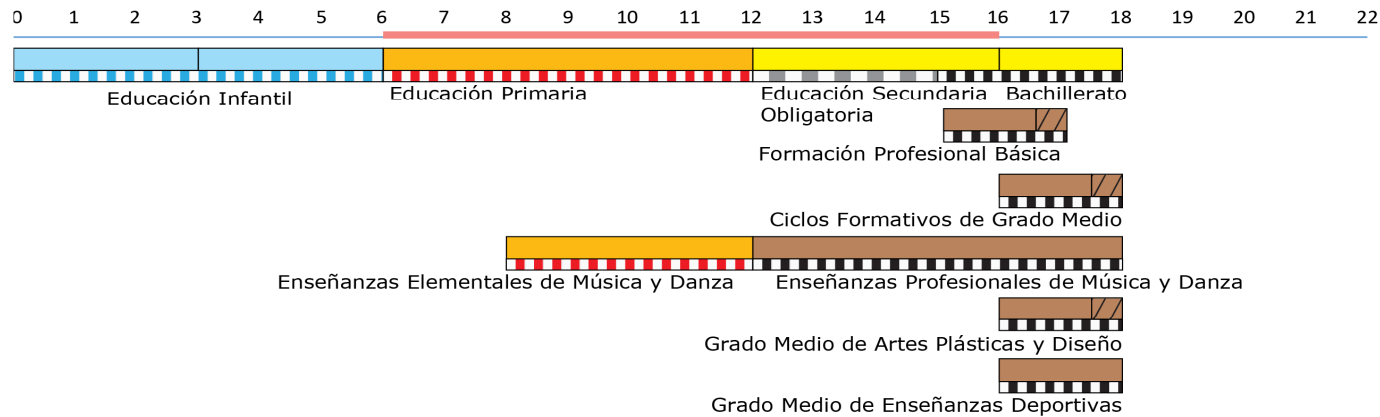 0 1 2 3 4 5 6 7 8 9 10 11 12 13 14 15 16 17 18 19 20 21 22
Educación Infantil Educación Primaria Educación Secundaria Bachillerato
Obligatoria
Formación Profesional Básica
Ciclos Formativos de Grado Medio
Enseñanzas Elementales de Música y Danza Enseñanzas Profesionales de Música y Danza
Grado Medio de Artes Plásticas y Diseño
Grado Medio de Enseñanzas Deportivas